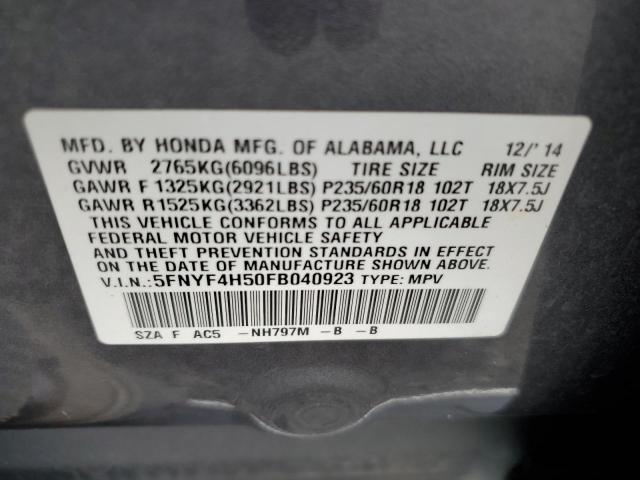 MFD. BY HONDA MFG. OF ALABAMA, LLC 12/'14
GVWR 2765KG(6096LBS) TIRE SIZE RIM SIZE
GAWR F 1325KG(2921LBS) P235/60R18 102T 18X7.5J
GAWR R 1525KG(3362LBS) P235/60R18 102T 18X7.5J
THIS VEHICLE CONFORMS TO ALL APPLICABLE
FEDERAL MOTOR VEHICLE SAFETY
AND THEFT PREVENTION STANDARDS IN EFFECT
ON THE DATE OF MANUFACTURE SHOWN ABOVE.
V.I.N.:5FNYF4H50FB040923 TYPE: MPV
SZA F AC5 -NH797M -B -B